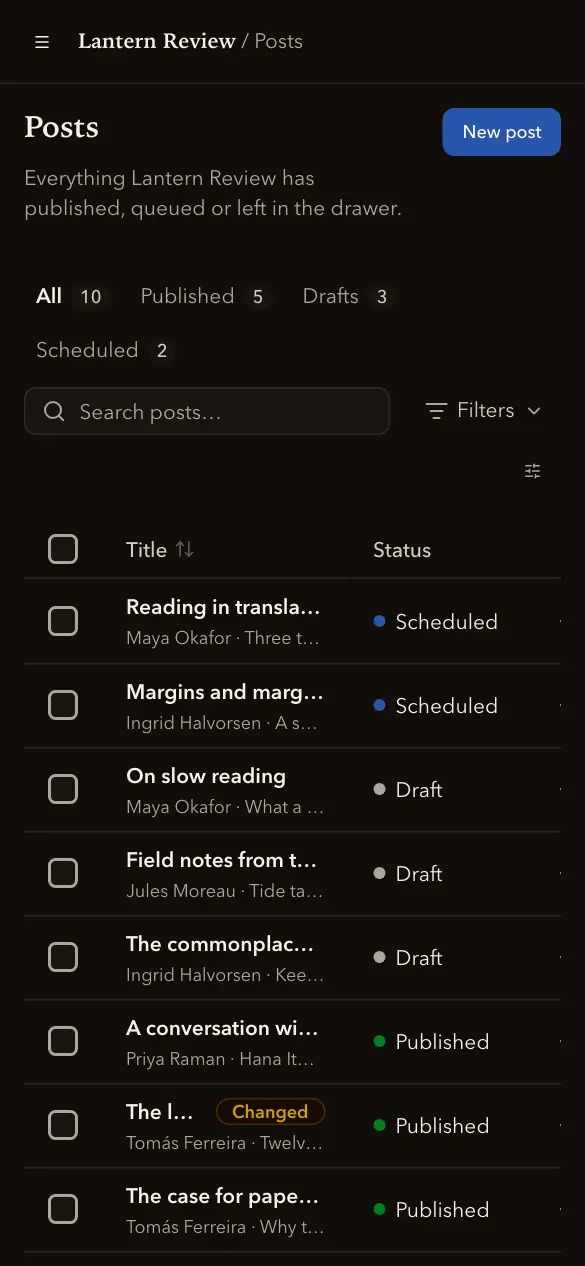 Lantern Review / Posts
Posts
New post
Everything Lantern Review has
published, queued or left in the drawer.
All 10 Published 5 Drafts 3
Scheduled 2
Search posts…
Filters
Title Status
Reading in transla…
Maya Okafor · Three t…
Scheduled
Margins and marg…
Ingrid Halvorsen · A s…
Scheduled
On slow reading
Maya Okafor · What a …
Draft
Field notes from t…
Jules Moreau · Tide ta…
Draft
The commonplac…
Ingrid Halvorsen · Kee…
Draft
A conversation wi…
Priya Raman · Hana It…
Published
The l… Changed
Tomás Ferreira · Twelv…
Published
The case for pape…
Tomás Ferreira · Why t…
Published